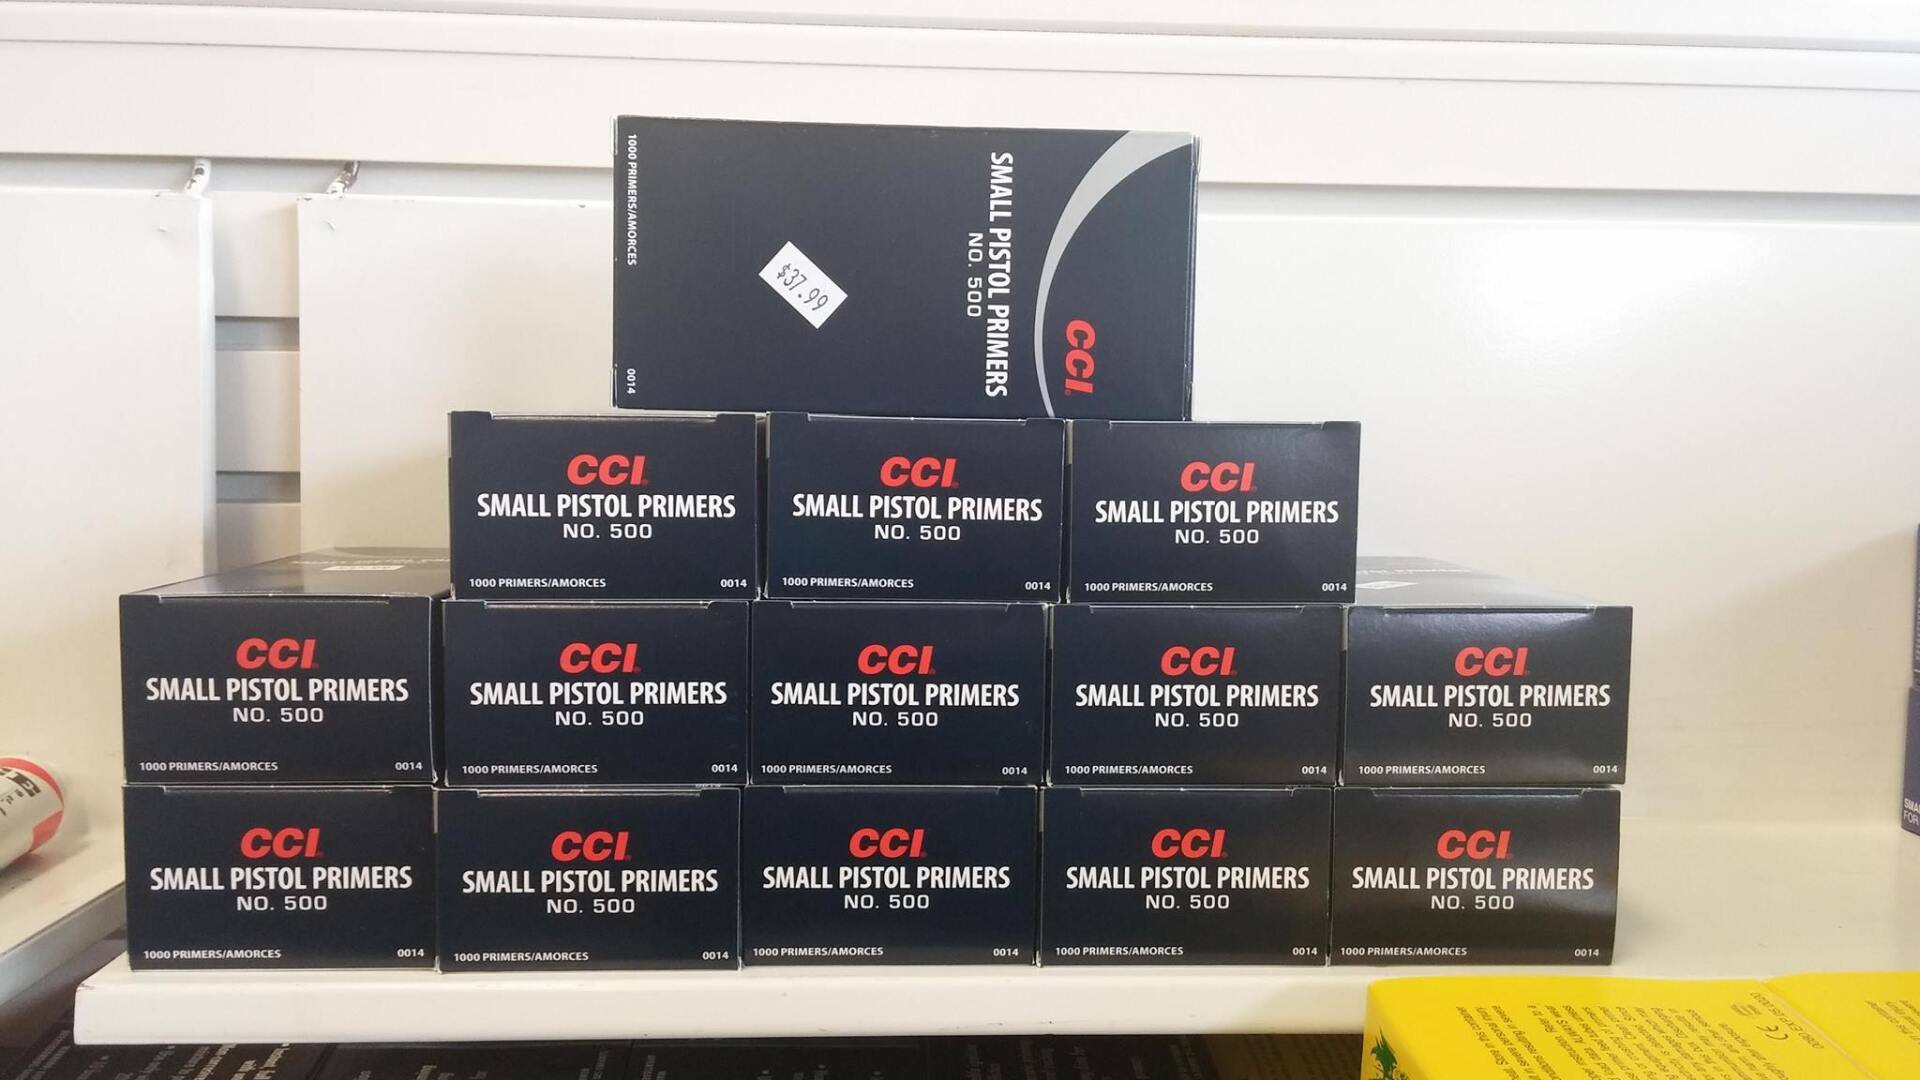 1000 PRIMERS/AMORCES
0014
$37.99
SMALL PISTOL PRIMERS
NO. 500
CCI
CCI
SMALL PISTOL PRIMERS
NO. 500
1000 PRIMERS/AMORCES 0014
CCI
SMALL PISTOL PRIMERS
NO. 500
1000 PRIMERS/AMORCES 0014
CCI
SMALL PISTOL PRIMERS
NO. 500
1000 PRIMERS/AMORCES 0014
CCI
SMALL PISTOL PRIMERS
NO. 500
1000 PRIMERS/AMORCES 0014
CCI
SMALL PISTOL PRIMERS
NO. 500
1000 PRIMERS/AMORCES 0014
CCI
SMALL PISTOL PRIMERS
NO. 500
1000 PRIMERS/AMORCES 0014
CCI
SMALL PISTOL PRIMERS
NO. 500
1000 PRIMERS/AMORCES 0014
CCI
SMALL PISTOL PRIMERS
NO. 500
1000 PRIMERS/AMORCES 0014
CCI
SMALL PISTOL PRIMERS
NO. 500
1000 PRIMERS/AMORCES 0014
CCI
SMALL PISTOL PRIMERS
NO. 500
1000 PRIMERS/AMORCES 0014
CCI
SMALL PISTOL PRIMERS
NO. 500
1000 PRIMERS/AMORCES 0014
CCI
SMALL PISTOL PRIMERS
NO. 500
1000 PRIMERS/AMORCES 0014
CCI
SMALL PISTOL PRIMERS
NO. 500
1000 PRIMERS/AMORCES 0014
FOR